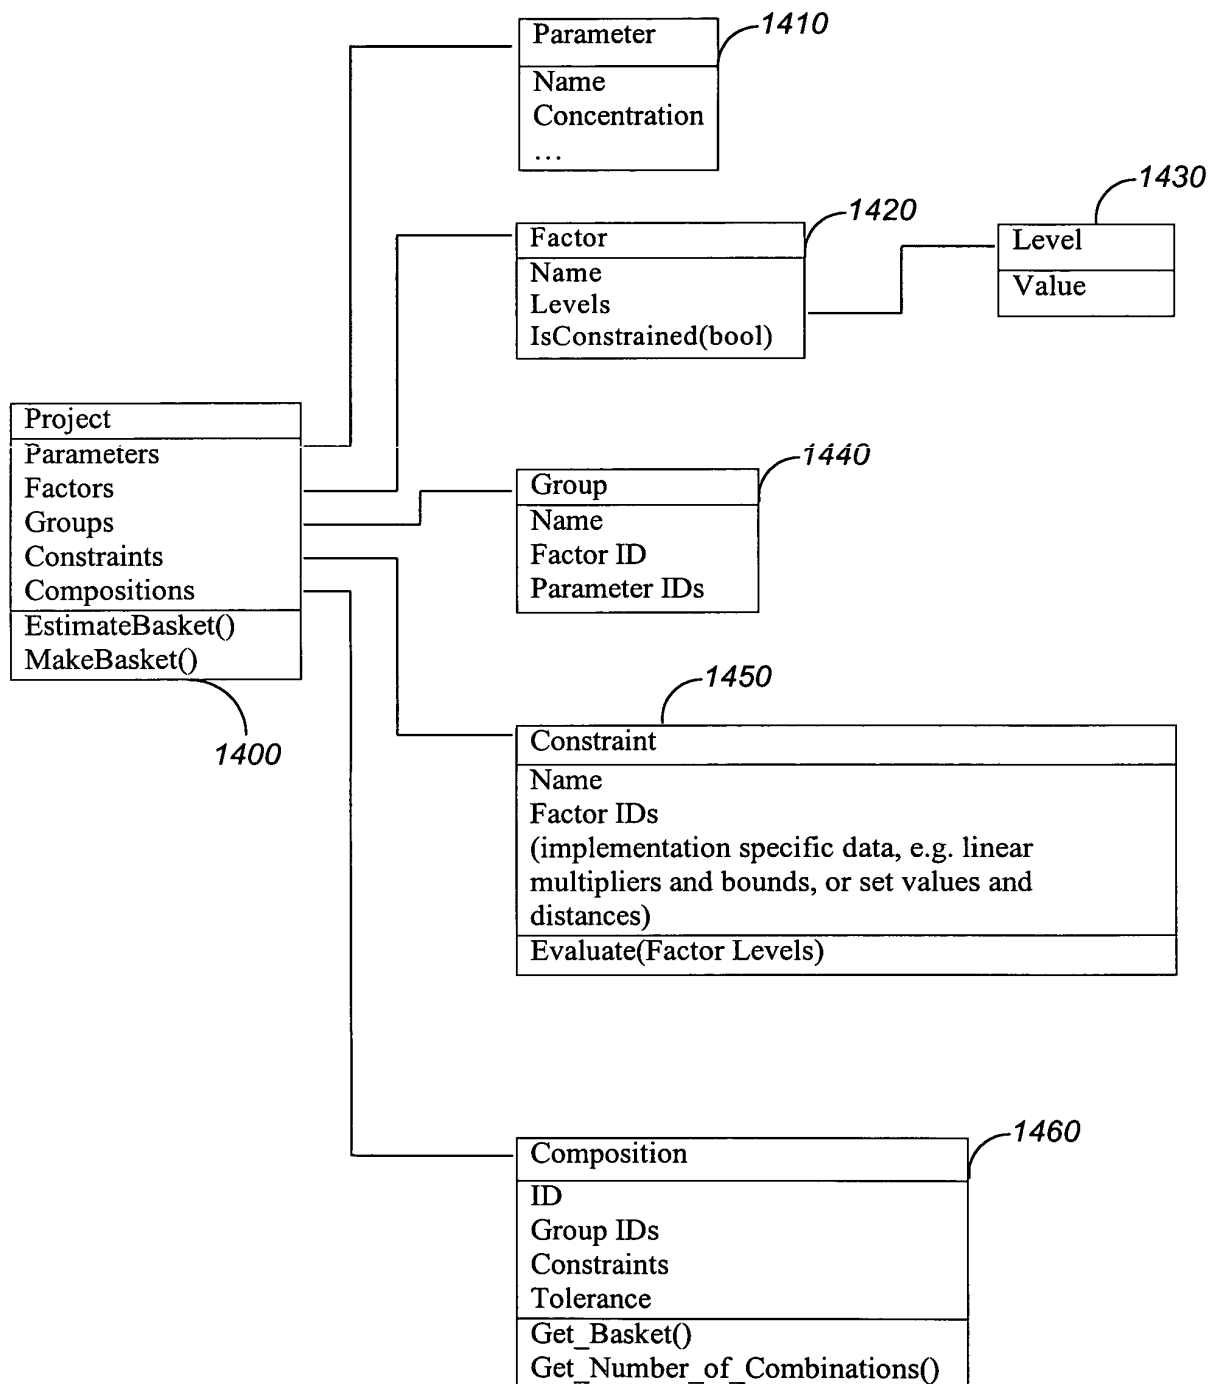 Parameter
1410
Name
Concentration
...
1430
1420
Factor
Level
Name
Value
Levels
IsConstrained(bool)
Project
Parameters
Factors
Groups
Constraints
Compositions
EstimateBasket()
MakeBasket()
1400
1440
Group
Name
Factor ID
Parameter IDs
1450
Constraint
Name
Factor IDs
(implementation specific data, e.g. linear
multipliers and bounds, or set values and
distances)
Evaluate(Factor Levels)
1460
Composition
ID
Group IDs
Constraints
Tolerance
Get_Basket()
Get_Number_of_Combinations()